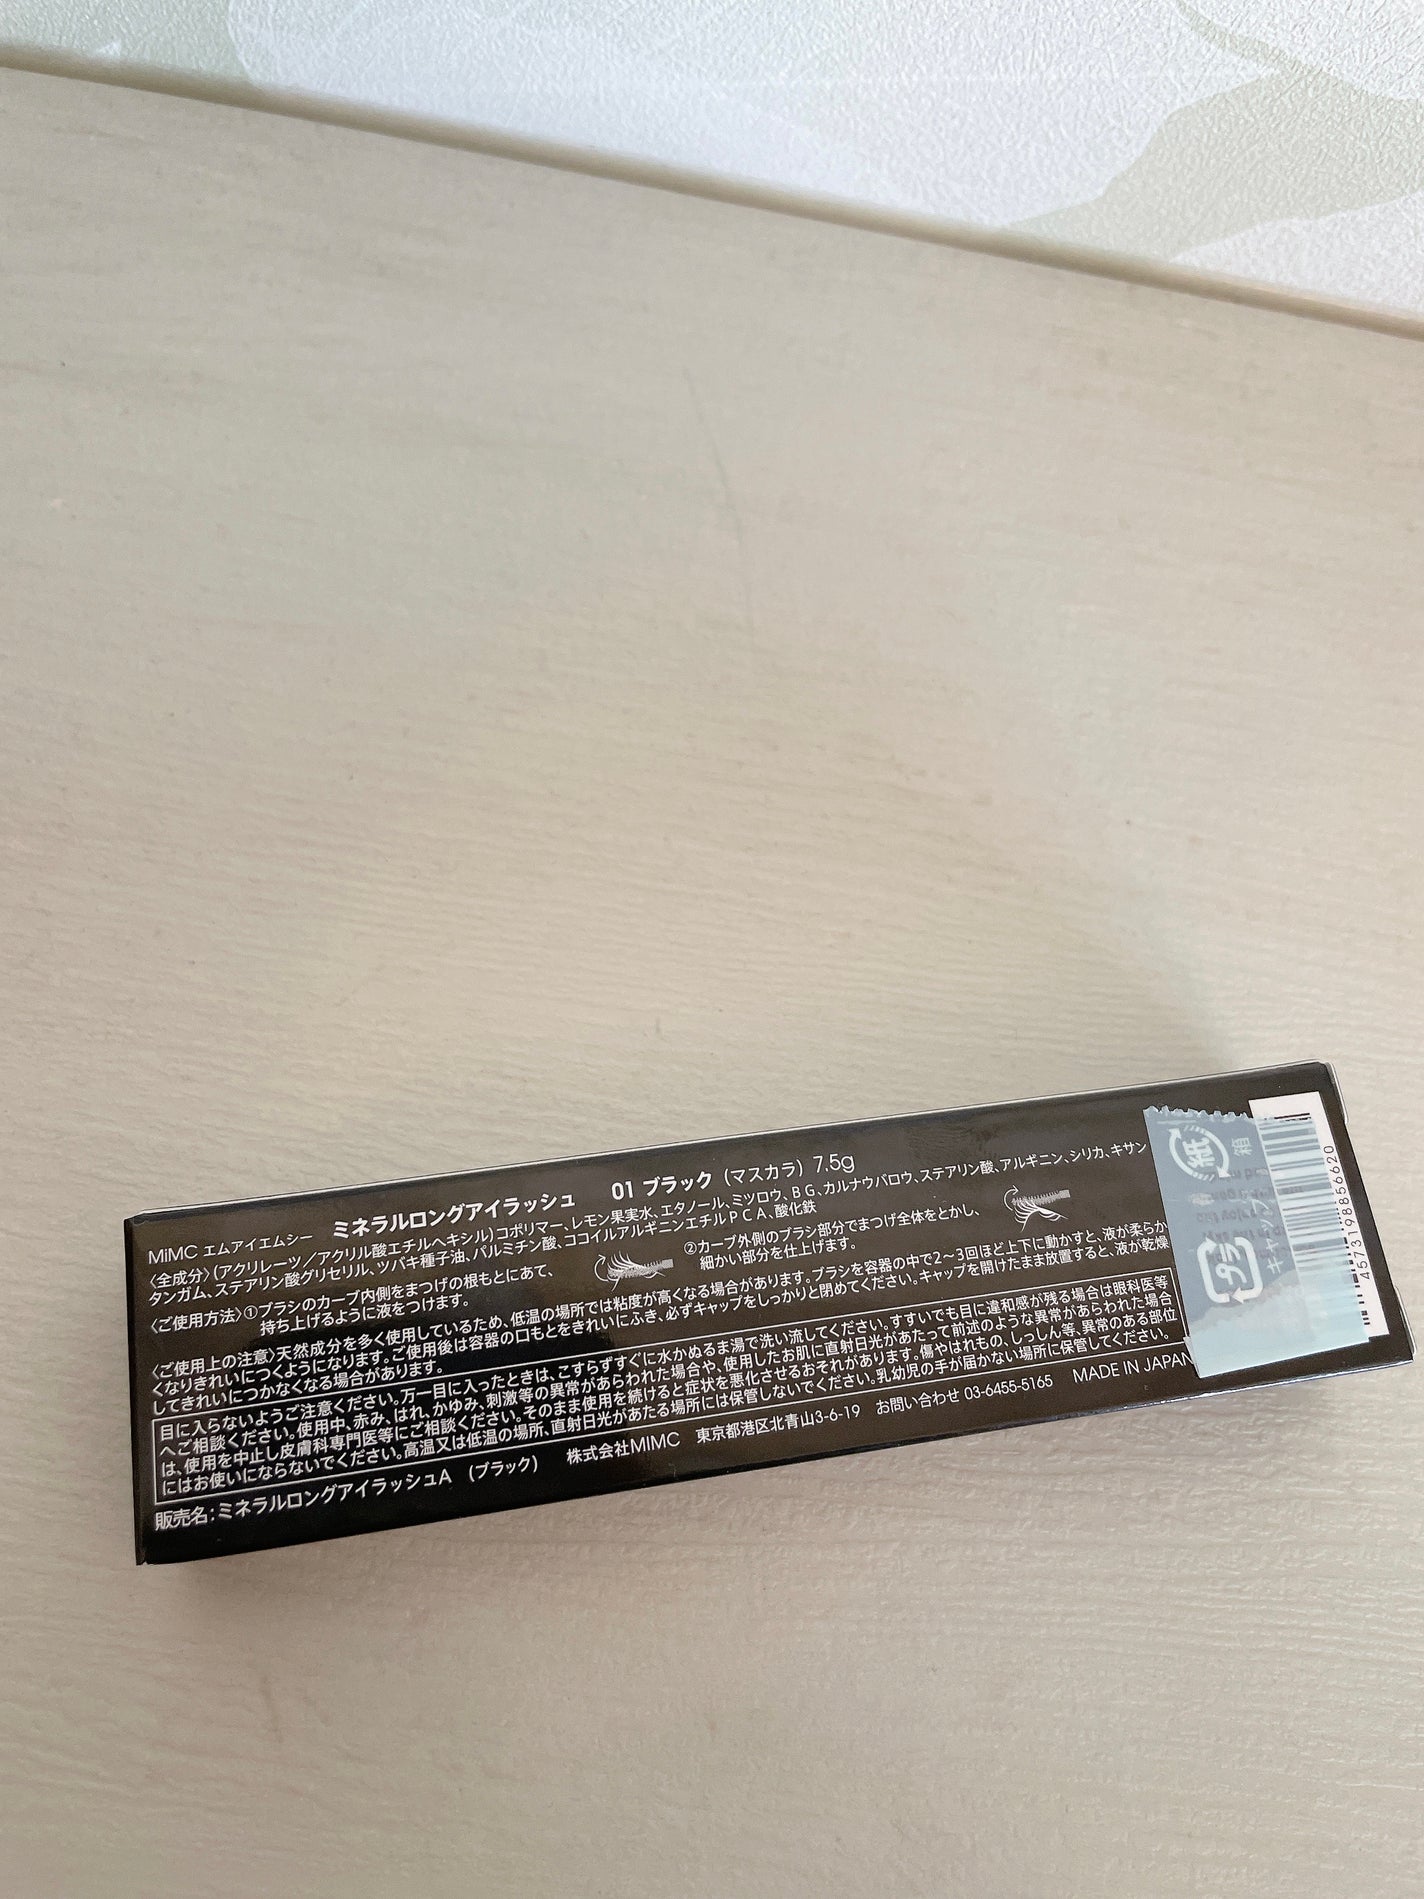 MiMC エムアイエムシー ミネラルロングアイラッシュ 01 ブラック (マスカラ) 7.5g
〈全成分〉(アクリレーツ／アクリル酸エチルヘキシル)コポリマー、レモン果実水、エタノール、ミツロウ、BG、カルナウバロウ、ステアリン酸、アルギニン、シリカ、キサン
タンガム、ステアリン酸グリセリル、ツバキ種子油、パルミチン酸、ココイルアルギニンエチルPCA、酸化鉄
〈ご使用方法〉①ブラシのカーブ内側をまつげの根もとにあて、
持ち上げるように液をつけます。
②カーブ外側のブラシ部分でまつげ全体をとかし、
細かい部分を仕上げます。
〈ご使用上の注意〉天然成分を多く使用しているため、低温の場所では粘度が高くなる場合があります。ブラシを容器の中で2～3回ほど上下に動かすと、液が柔らか
くなりきれいにつくようになります。ご使用後は容器の口もとをきれいにふき、必ずキャップをしっかりと閉めてください。キャップを開けたまま放置すると、液が乾燥
してきれいにつかなくなる場合があります。
目に入らないようご注意ください。万一目に入ったときは、こすらずすぐに水かぬるま湯で洗い流してください。すすいでも目に違和感が残る場合は眼科医等
へご相談ください。使用中、赤み、はれ、かゆみ、刺激等の異常があらわれた場合や、使用したお肌に直射日光があたって前述のような異常があらわれた場合
は、使用を中止し皮膚科専門医等にご相談ください。そのまま使用を続けると症状を悪化させるおそれがあります。傷やはれもの、しっしん等、異常のある部位
にはお使いにならないでください。高温又は低温の場所、直射日光があたる場所には保管しないでください。乳幼児の手が届かない場所に保管してください。
販売名：ミネラルロングアイラッシュA (ブラック) 株式会社MIMC 東京都港区北青山3-6-19 お問い合わせ 03-6455-5165 MADE IN JAPAN
紙
箱
プラ
4573198856620